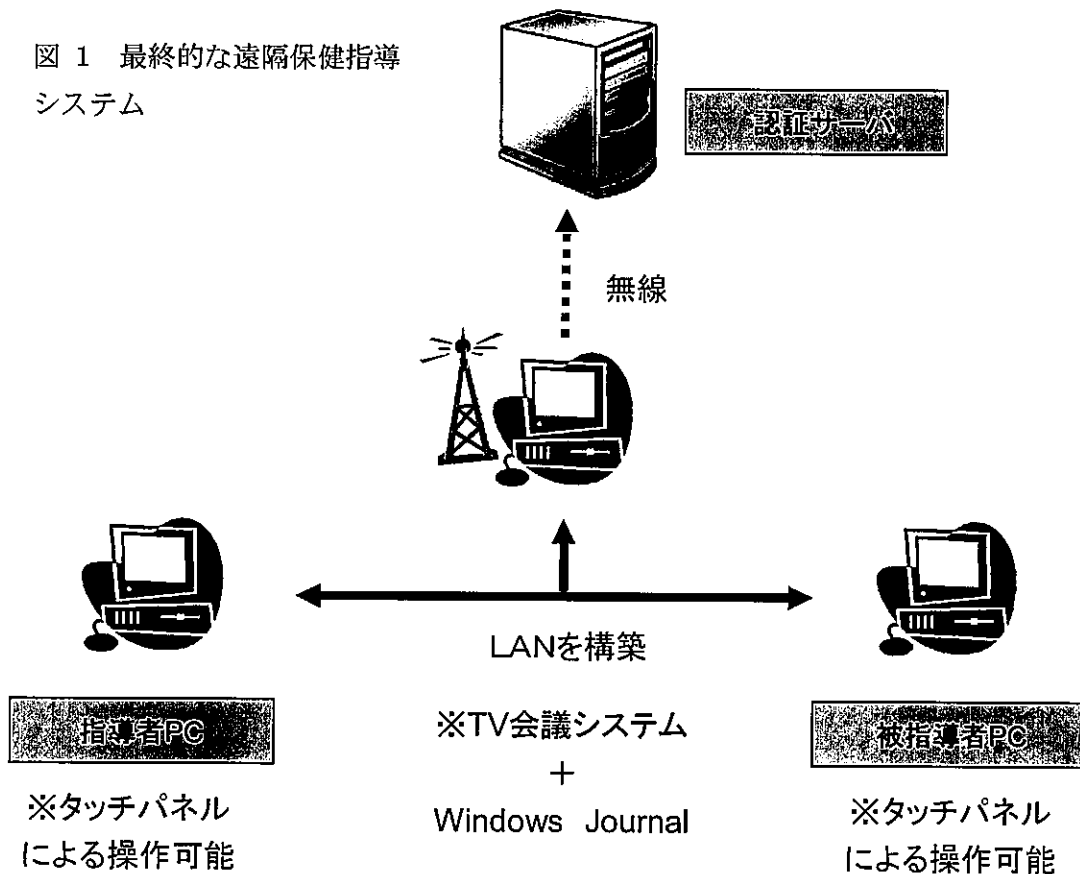 図 1 最終的な遠隔保健指導
システム
認証サーバ
無線
LANを構築
指導者PC
※TV会議システム
+
Windows Journal
被指導者PC
※タッチパネル
による操作可能
※タッチパネル
による操作可能